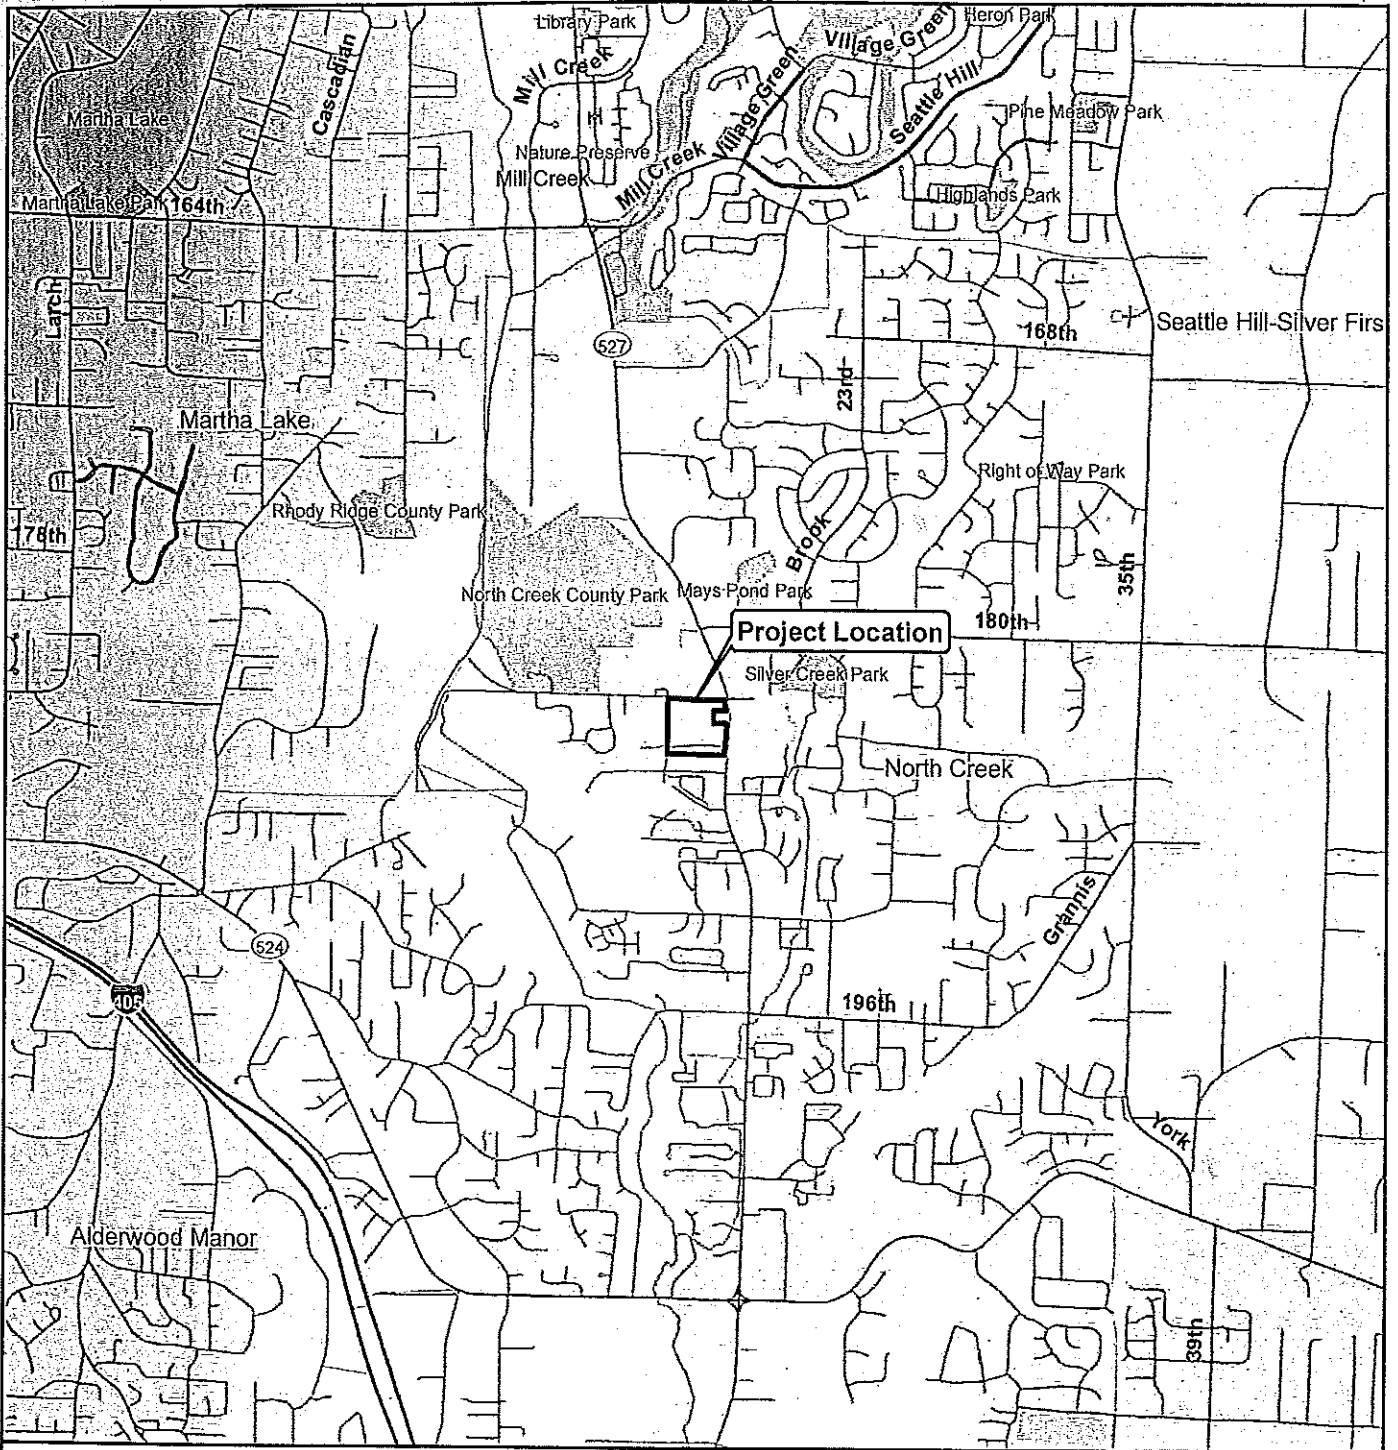 Library Park
Heron Park
Village Green
Cascadian
Mill Creek
Village Green
Seattle Hill
Martha Lake
Pine Meadow Park
Nature Preserve
Mill Creek
Mill Creek
Highlands Park
Martha Lake Park
164th
Larch
Seattle Hill-Silver Firs
168th
527
23rd
Martha Lake
Right of Way Park
Rhody Ridge County Park
176th
Brook
35th
North Creek County Park
Mays Pond Park
180th
Project Location
Silver Creek Park
North Creek
Grannis
524
405
196th
York
Alderwood Manor
39th